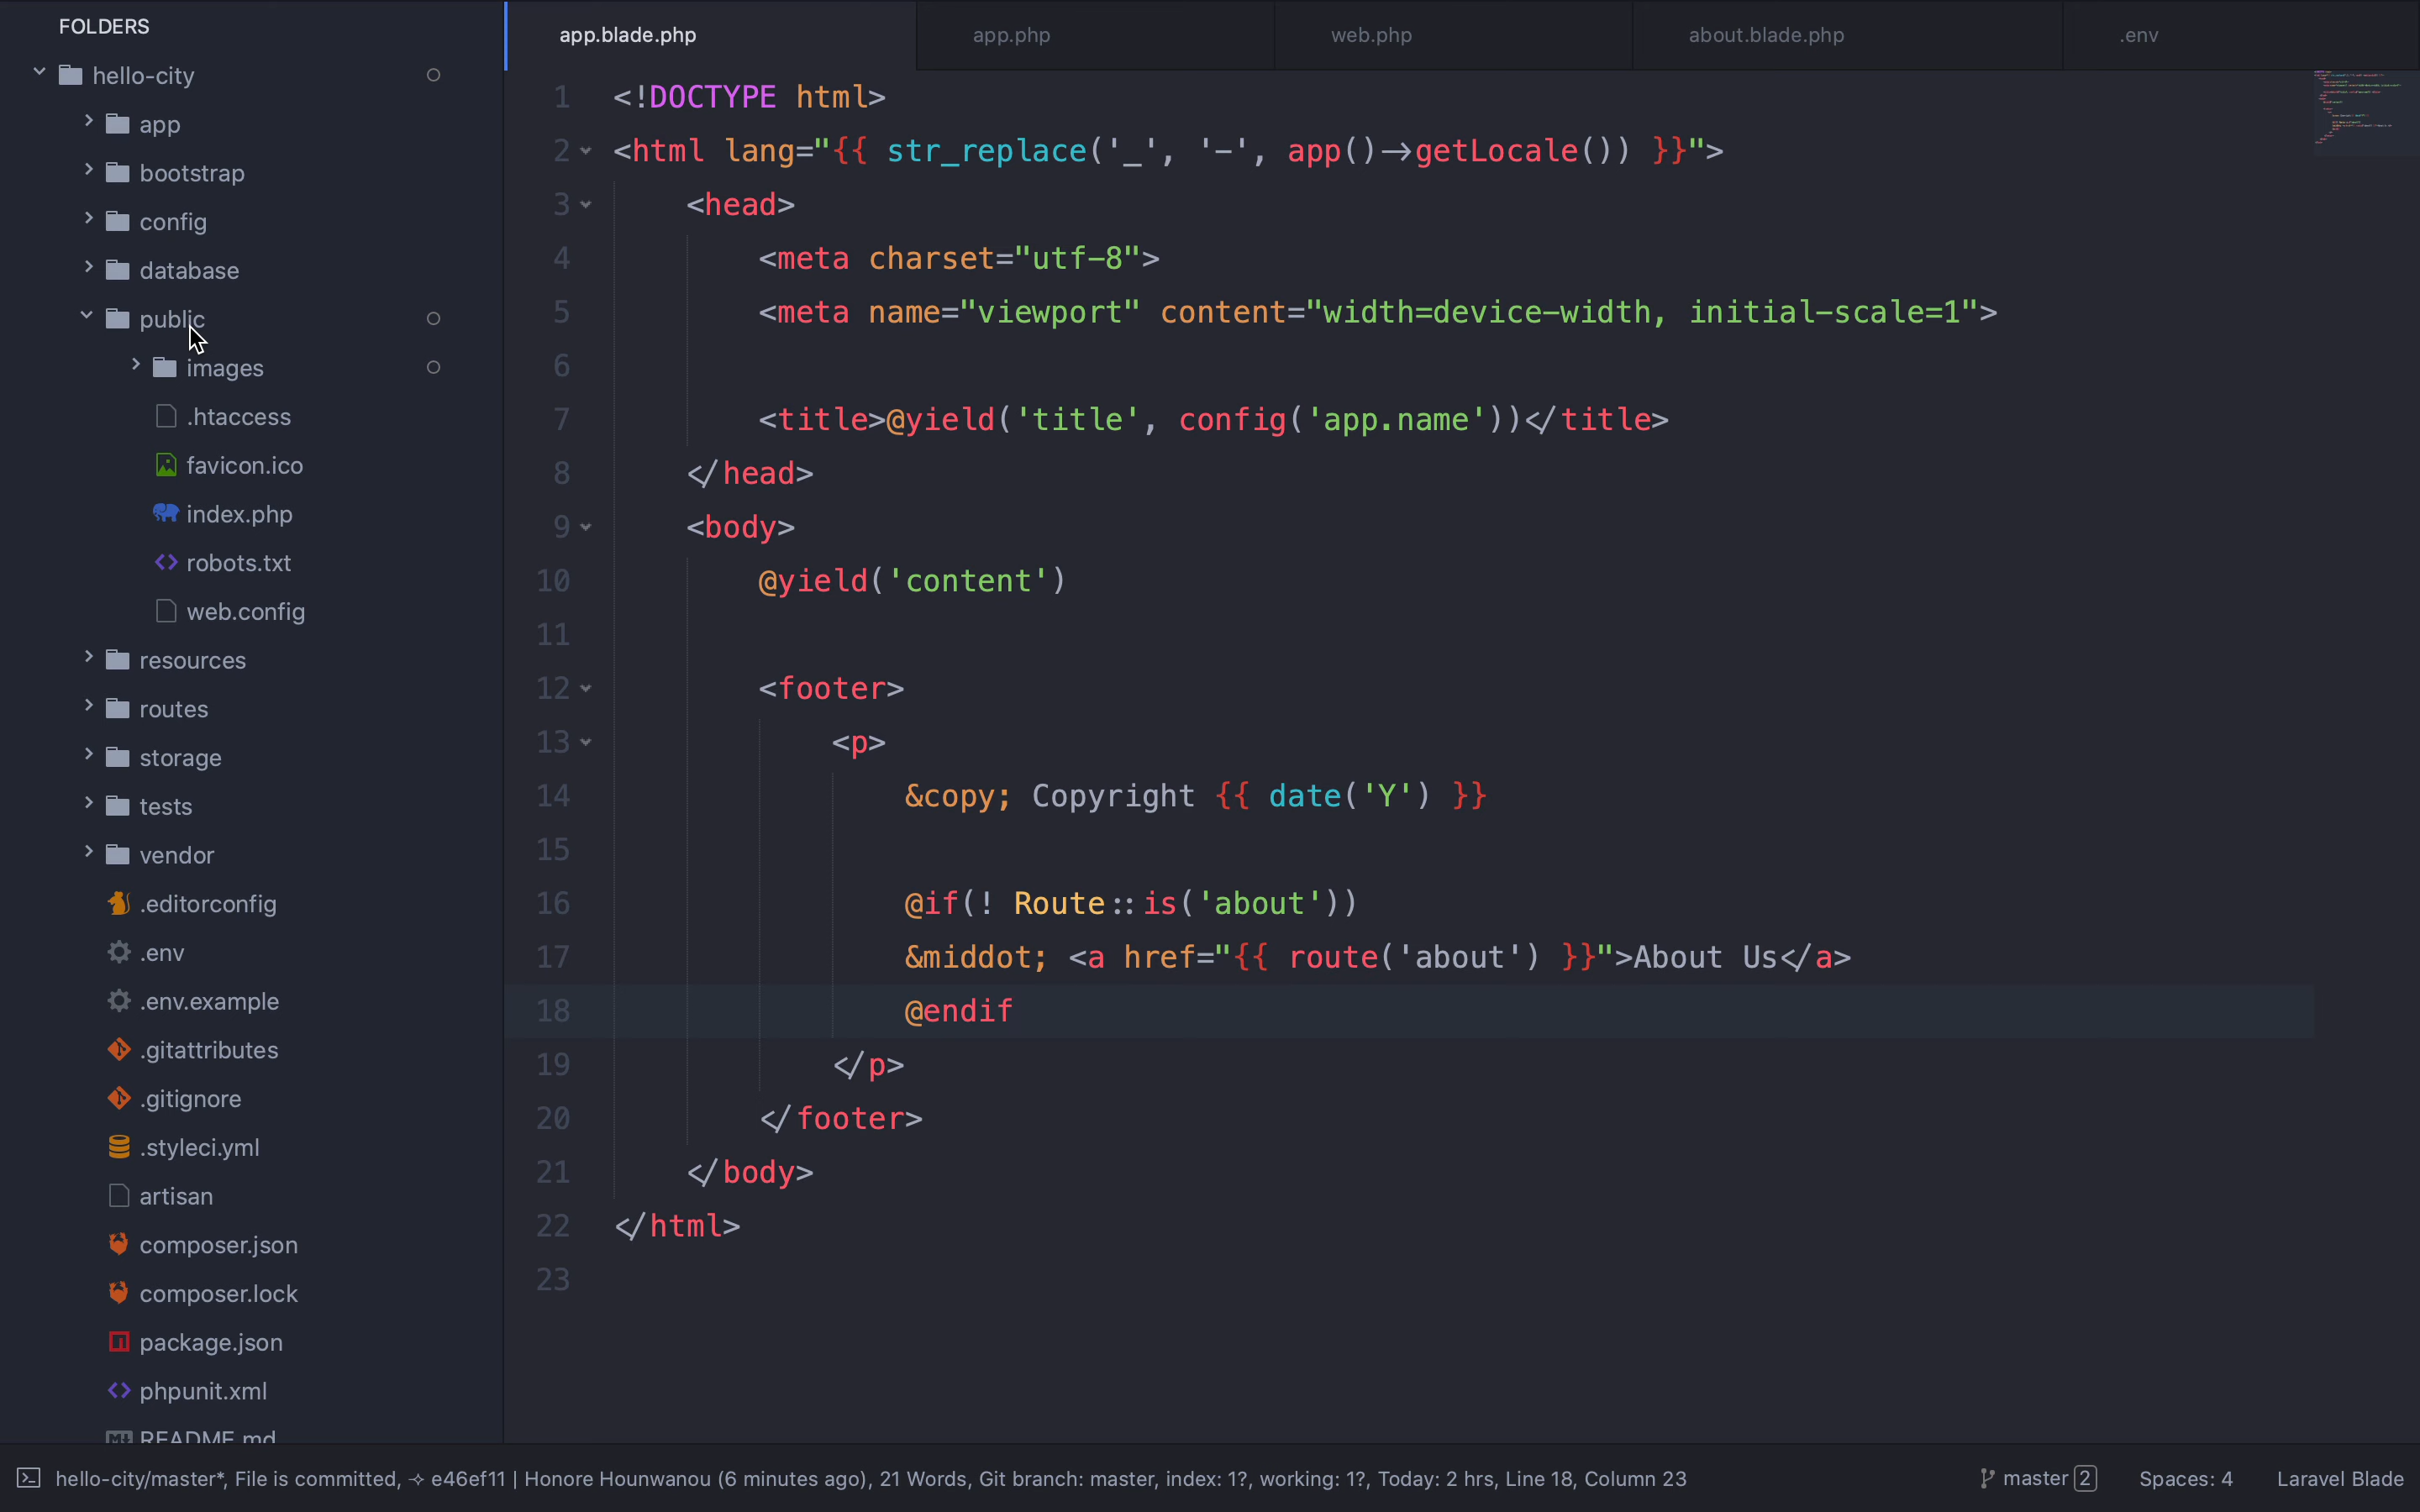 FOLDERS
hello-city
app
bootstrap
config
database
public
images
.htaccess
favicon.ico
index.php
robots.txt
web.config
resources
routes
storage
tests
vendor
.editorconfig
.env
.env.example
.gitattributes
.gitignore
.styleci.yml
artisan
composer.json
composer.lock
package.json
phpunit.xml
README.md
app.blade.php app.php web.php about.blade.php .env
1 <!DOCTYPE html>
2 <html lang="{{ str_replace('_', '-', app()->getLocale()) }}">
3 <head>
4 <meta charset="utf-8">
5 <meta name="viewport" content="width=device-width, initial-scale=1">
6
7 <title>@yield('title', config('app.name'))</title>
8 </head>
9 <body>
10 @yield('content')
11
12 <footer>
13 <p>
14 &copy; Copyright {{ date('Y') }}
15
16 @if(! Route::is('about'))
17 &middot; <a href="{{ route('about') }}">About Us</a>
18 @endif
19 </p>
20 </footer>
21 </body>
22 </html>
23
hello-city/master*, File is committed, -> e46ef11 | Honore Hounwanou (6 minutes ago), 21 Words, Git branch: master, index: 1?, working: 1?, Today: 2 hrs, Line 18, Column 23 master 2 Spaces: 4 Laravel Blade